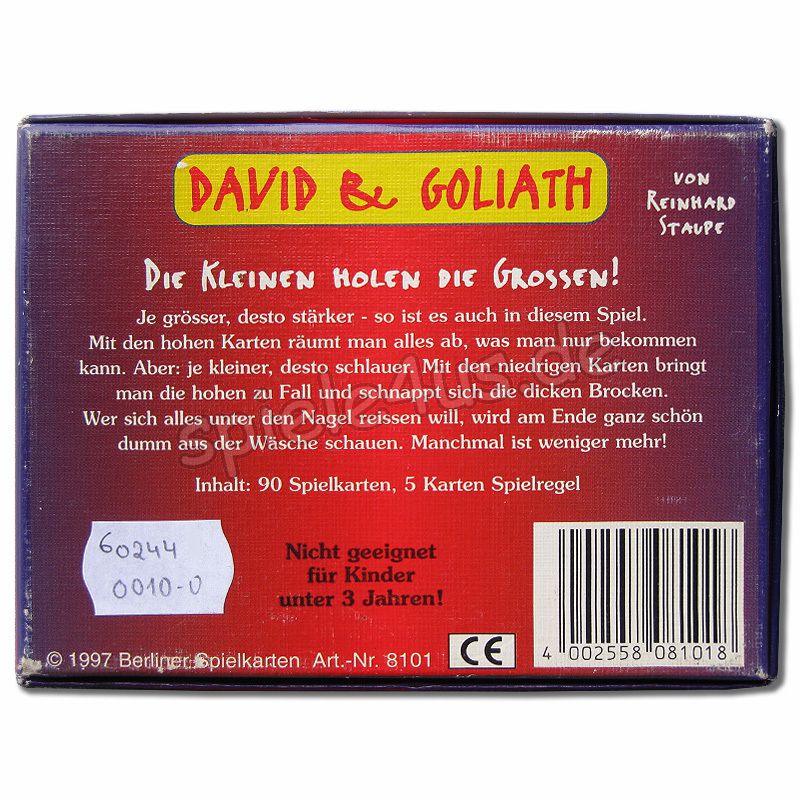 DAVID & GOLIATH
VON
REINHARD
STAUPE
DIE KLEINEN HOLEN DIE GROSSEN!
Je grösser, desto stärker - so ist es auch in diesem Spiel.
Mit den hohen Karten räumt man alles ab, was man nur bekommen
kann. Aber: je kleiner, desto schlauer. Mit den niedrigen Karten bringt
man die hohen zu Fall und schnappt sich die dicken Brocken.
Wer sich alles unter den Nagel reissen will, wird am Ende ganz schön
dumm aus der Wäsche schauen. Manchmal ist weniger mehr!
spiele4us.de
Inhalt: 90 Spielkarten, 5 Karten Spielregel
60244
0010-0
Nicht geeignet
für Kinder
unter 3 Jahren!
© 1997 Berliner Spielkarten Art.-Nr. 8101
CE
4 002558 081018